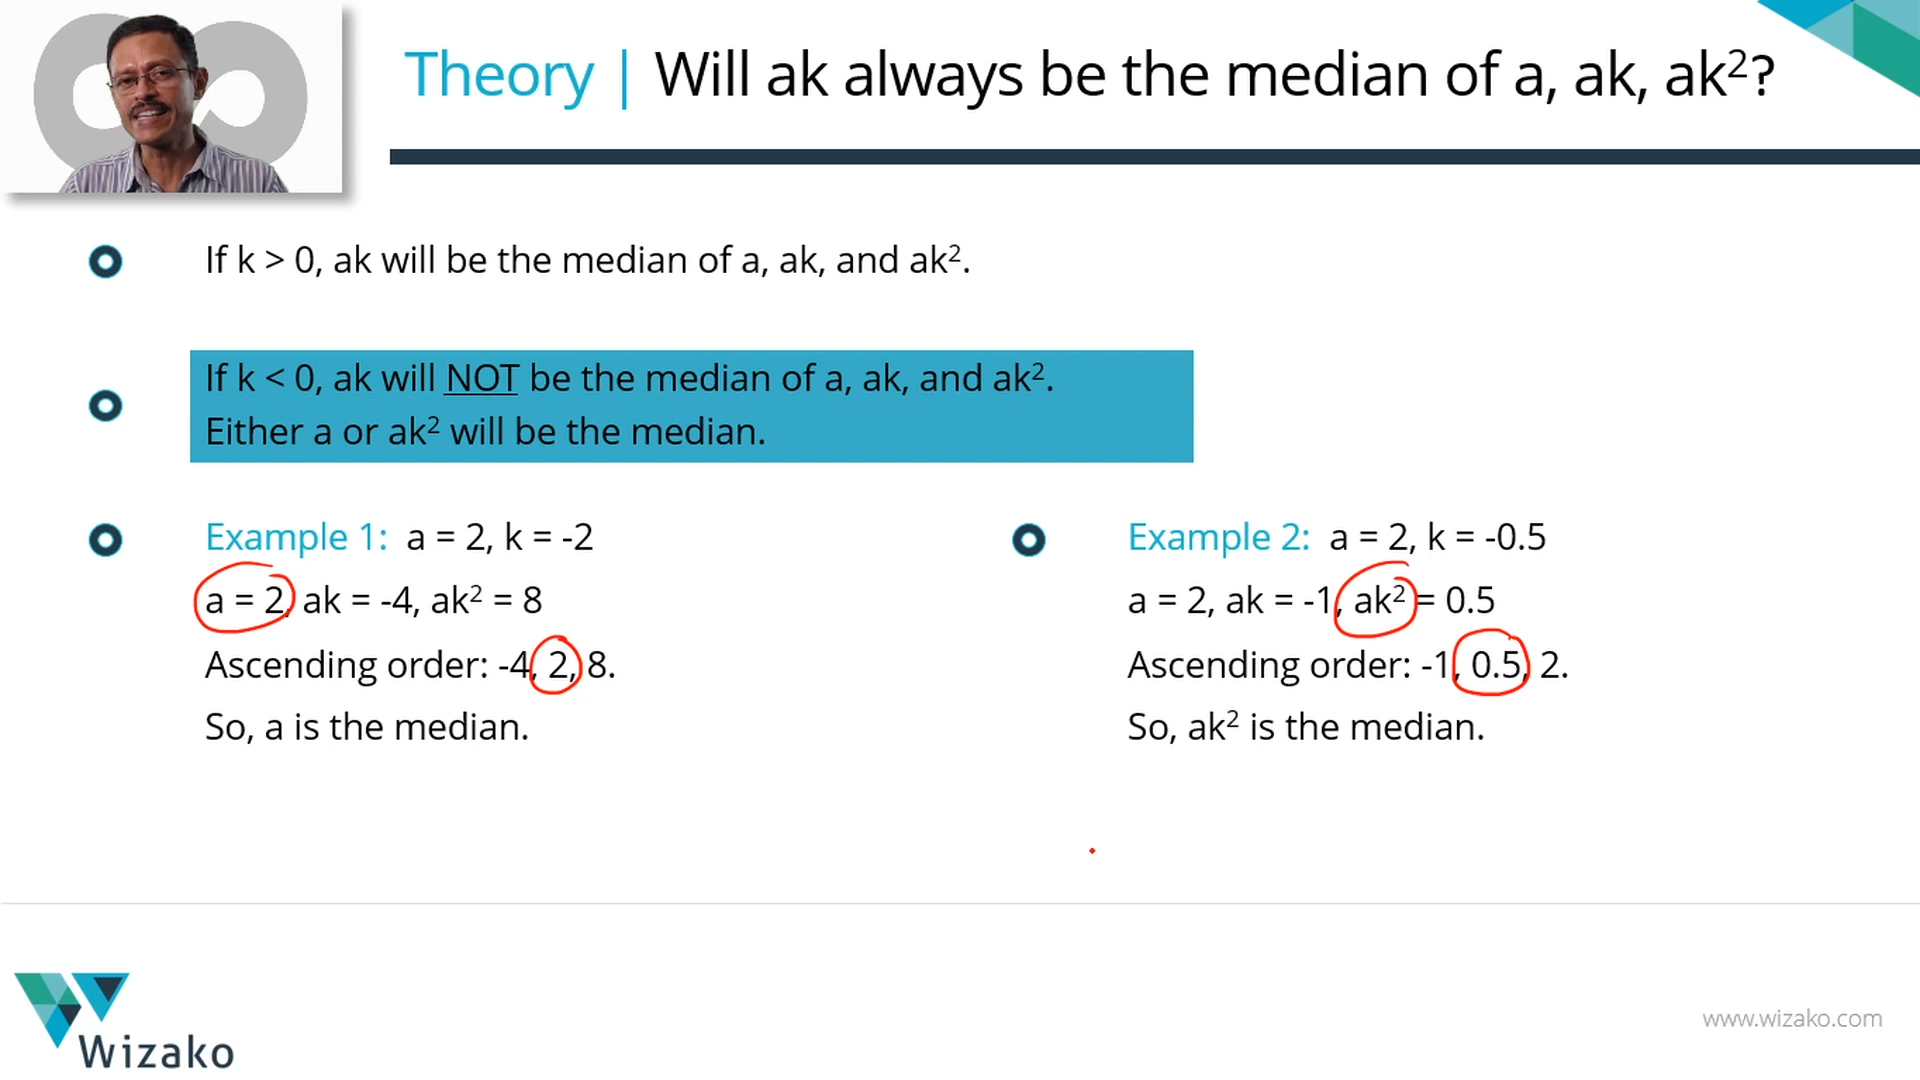 Theory | Will ak always be the median of a, ak, ak²?
If k > 0, ak will be the median of a, ak, and ak².
If k < 0, ak will NOT be the median of a, ak, and ak².
Either a or ak² will be the median.
Example 1: a = 2, k = -2
a = 2, ak = -4, ak² = 8
Ascending order: -4, 2, 8.
So, a is the median.
Example 2: a = 2, k = -0.5
a = 2, ak = -1, ak² = 0.5
Ascending order: -1, 0.5, 2.
So, ak² is the median.
Wizako
www.wizako.com